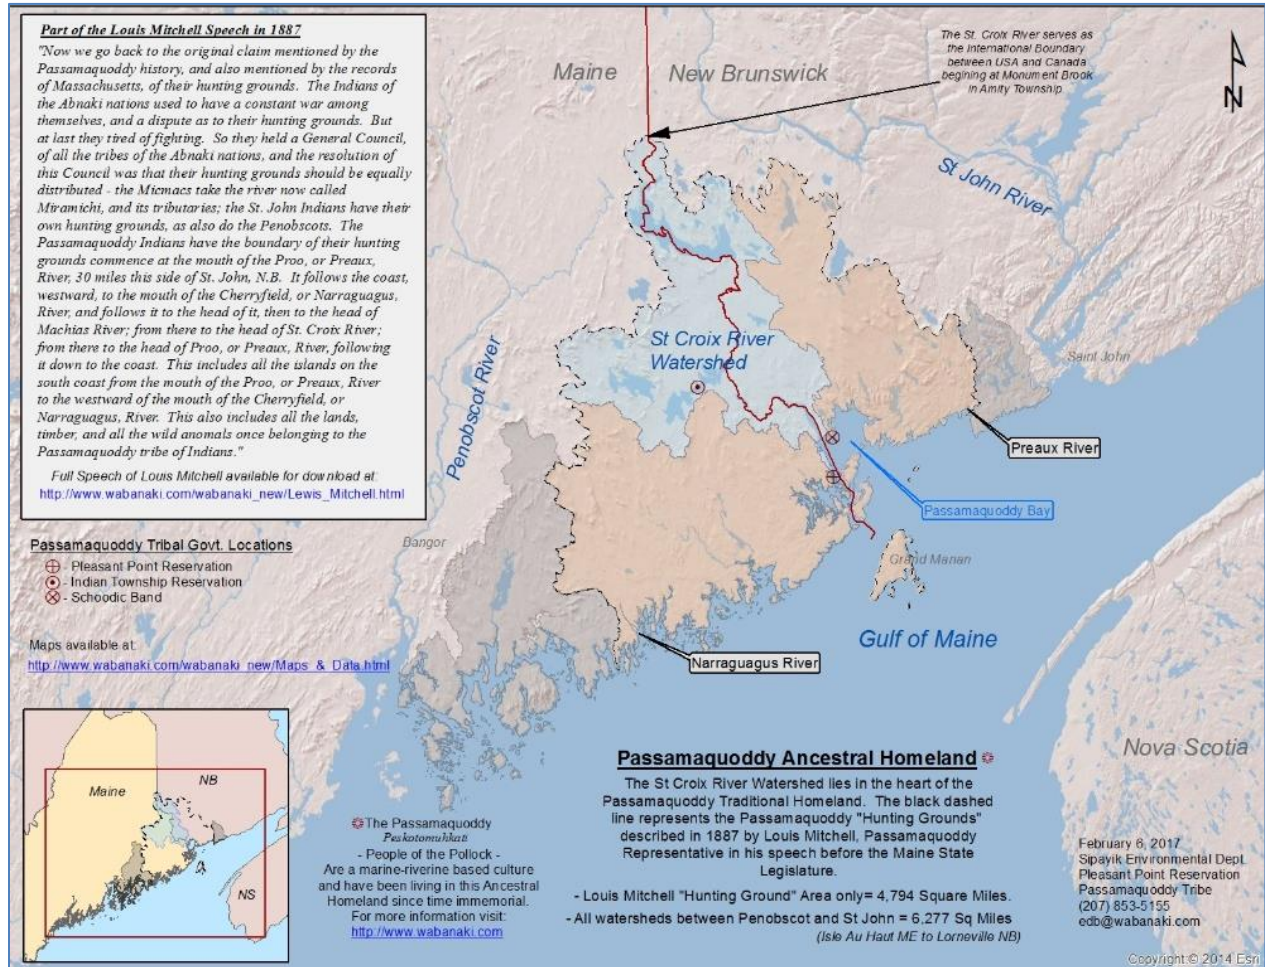 Part of the Louis Mitchell Speech in 1887
"Now we go back to the original claim mentioned by the
Passamaquoddy history, and also mentioned by the records
of Massachusetts, of their hunting grounds. The Indians of
the Abnaki nations used to have a constant war among
themselves, and a dispute as to their hunting grounds. But
at last they tired of fighting. So they held a General Council,
of all the tribes of the Abnaki nations, and the resolution of
this Council was that their hunting grounds should be equally
distributed - the Micmacs take the river now called
Miramichi, and its tributaries; the St. John Indians have their
own hunting grounds, as also do the Penobscots. The
Passamaquoddy Indians have the boundary of their hunting
grounds commence at the mouth of the Proo, or Preaux,
River, 30 miles this side of St. John, N.B. It follows the coast,
westward, to the mouth of the Cherryfield, or Narraguagus,
River, and follows it to the head of it, then to the head of
Machias River; from there to the head of St. Croix River;
from there to the head of Proo, or Preaux, River, following
it down to the coast. This includes all the islands on the
south coast from the mouth of the Proo, or Preaux, River
to the westward of the mouth of the Cherryfield, or
Narraguagus, River. This also includes all the lands,
timber, and all the wild anomals once belonging to the
Passamaquoddy tribe of Indians."
Full Speech of Louis Mitchell available for download at:
http://www.wabanaki.com/wabanaki_new/Lewis_Mitchell.html
Passamaquoddy Tribal Govt. Locations
- Pleasant Point Reservation
- Indian Township Reservation
- Schoodic Band
Maps available at:
http://www.wabanaki.com/wabanaki_new/Maps_&_Data.html
Maine
New Brunswick
The St. Croix River serves as
the International Boundary
between USA and Canada
begining at Monument Brook
in Amity Township
N
St John River
St Croix River
Watershed
Penobscot River
Saint John
Preaux River
Passamaquoddy Bay
Bangor
Grand Manan
Gulf of Maine
Narraguagus River
Nova Scotia
Maine
NB
NS
The Passamaquoddy
Peskotomuhkati
- People of the Pollock -
Are a marine-riverine based culture
and have been living in this Ancestral
Homeland since time immemorial.
For more information visit:
http://www.wabanaki.com
Passamaquoddy Ancestral Homeland
The St Croix River Watershed lies in the heart of the
Passamaquoddy Traditional Homeland. The black dashed
line represents the Passamaquoddy "Hunting Grounds"
described in 1887 by Louis Mitchell, Passamaquoddy
Representative in his speech before the Maine State
Legislature.
- Louis Mitchell "Hunting Ground" Area only= 4,794 Square Miles.
- All watersheds between Penobscot and St John = 6,277 Sq Miles
(Isle Au Haut ME to Lorneville NB)
February 6, 2017
Sipayik Environmental Dept.
Pleasant Point Reservation
Passamaquoddy Tribe
(207) 853-5155
edb@wabanaki.com
Copyright:© 2014 Esri